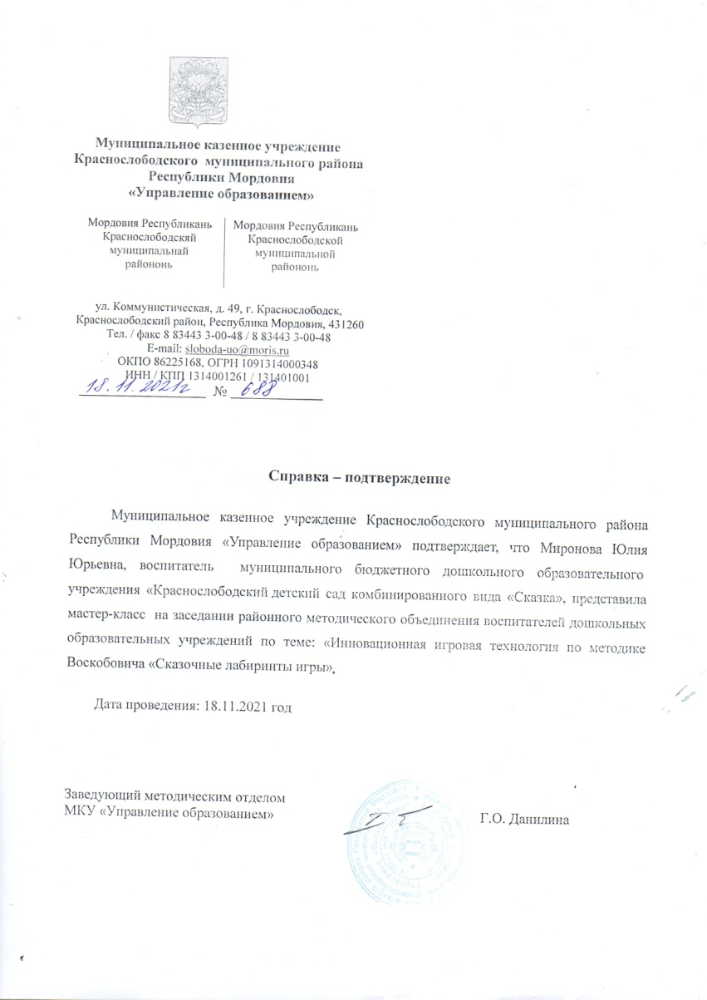 Муниципальное казенное учреждение
Краснослободского муниципального района
Республики Мордовия
«Управление образованием»
Мордовия Республикань
Краснослободскяй
муниципальнай
райононь
Мордовия Республикань
Краснослободской
муниципальной
райононь
ул. Коммунистическая, д. 49, г. Краснослободск,
Краснослободский район, Республика Мордовия, 431260
Тел. / факс 8 83443 3-00-48 / 8 83443 3-00-48
E-mail: sloboda-uo@moris.ru
ОКПО 86225168, ОГРН 1091314000348
ИНН / КПП 1314001261 / 131401001
18.11.2021г № 688
Справка – подтверждение
Муниципальное казенное учреждение Краснослободского муниципального района
Республики Мордовия «Управление образованием» подтверждает, что Миронова Юлия
Юрьевна, воспитатель муниципального бюджетного дошкольного образовательного
учреждения «Краснослободский детский сад комбинированного вида «Сказка», представила
мастер-класс на заседании районного методического объединения воспитателей дошкольных
образовательных учреждений по теме: «Инновационная игровая технология по методике
Воскобовича «Сказочные лабиринты игры».
Дата проведения: 18.11.2021 год
Заведующий методическим отделом
МКУ «Управление образованием»
Г.О. Данилина